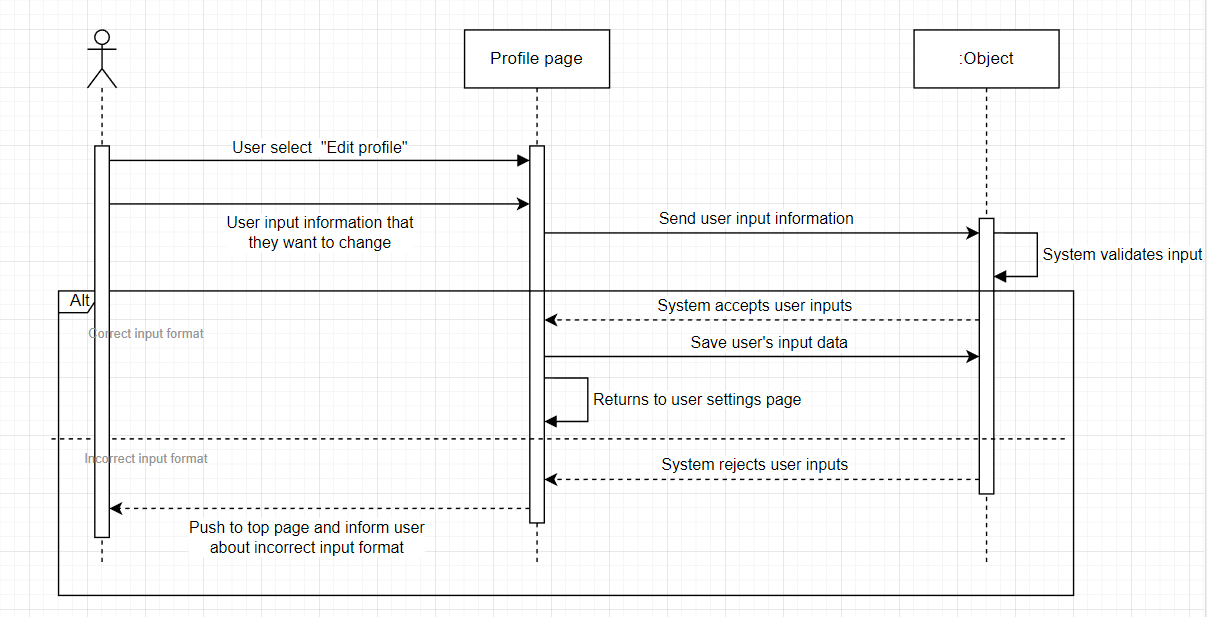 Profile page
:Object
User select  "Edit profile"
User input information that
they want to change
Send user input information
System validates input
Alt
System accepts user inputs
Correct input format
Save user's input data
Returns to user settings page
Incorrect input format
System rejects user inputs
Push to top page and inform user
about incorrect input format